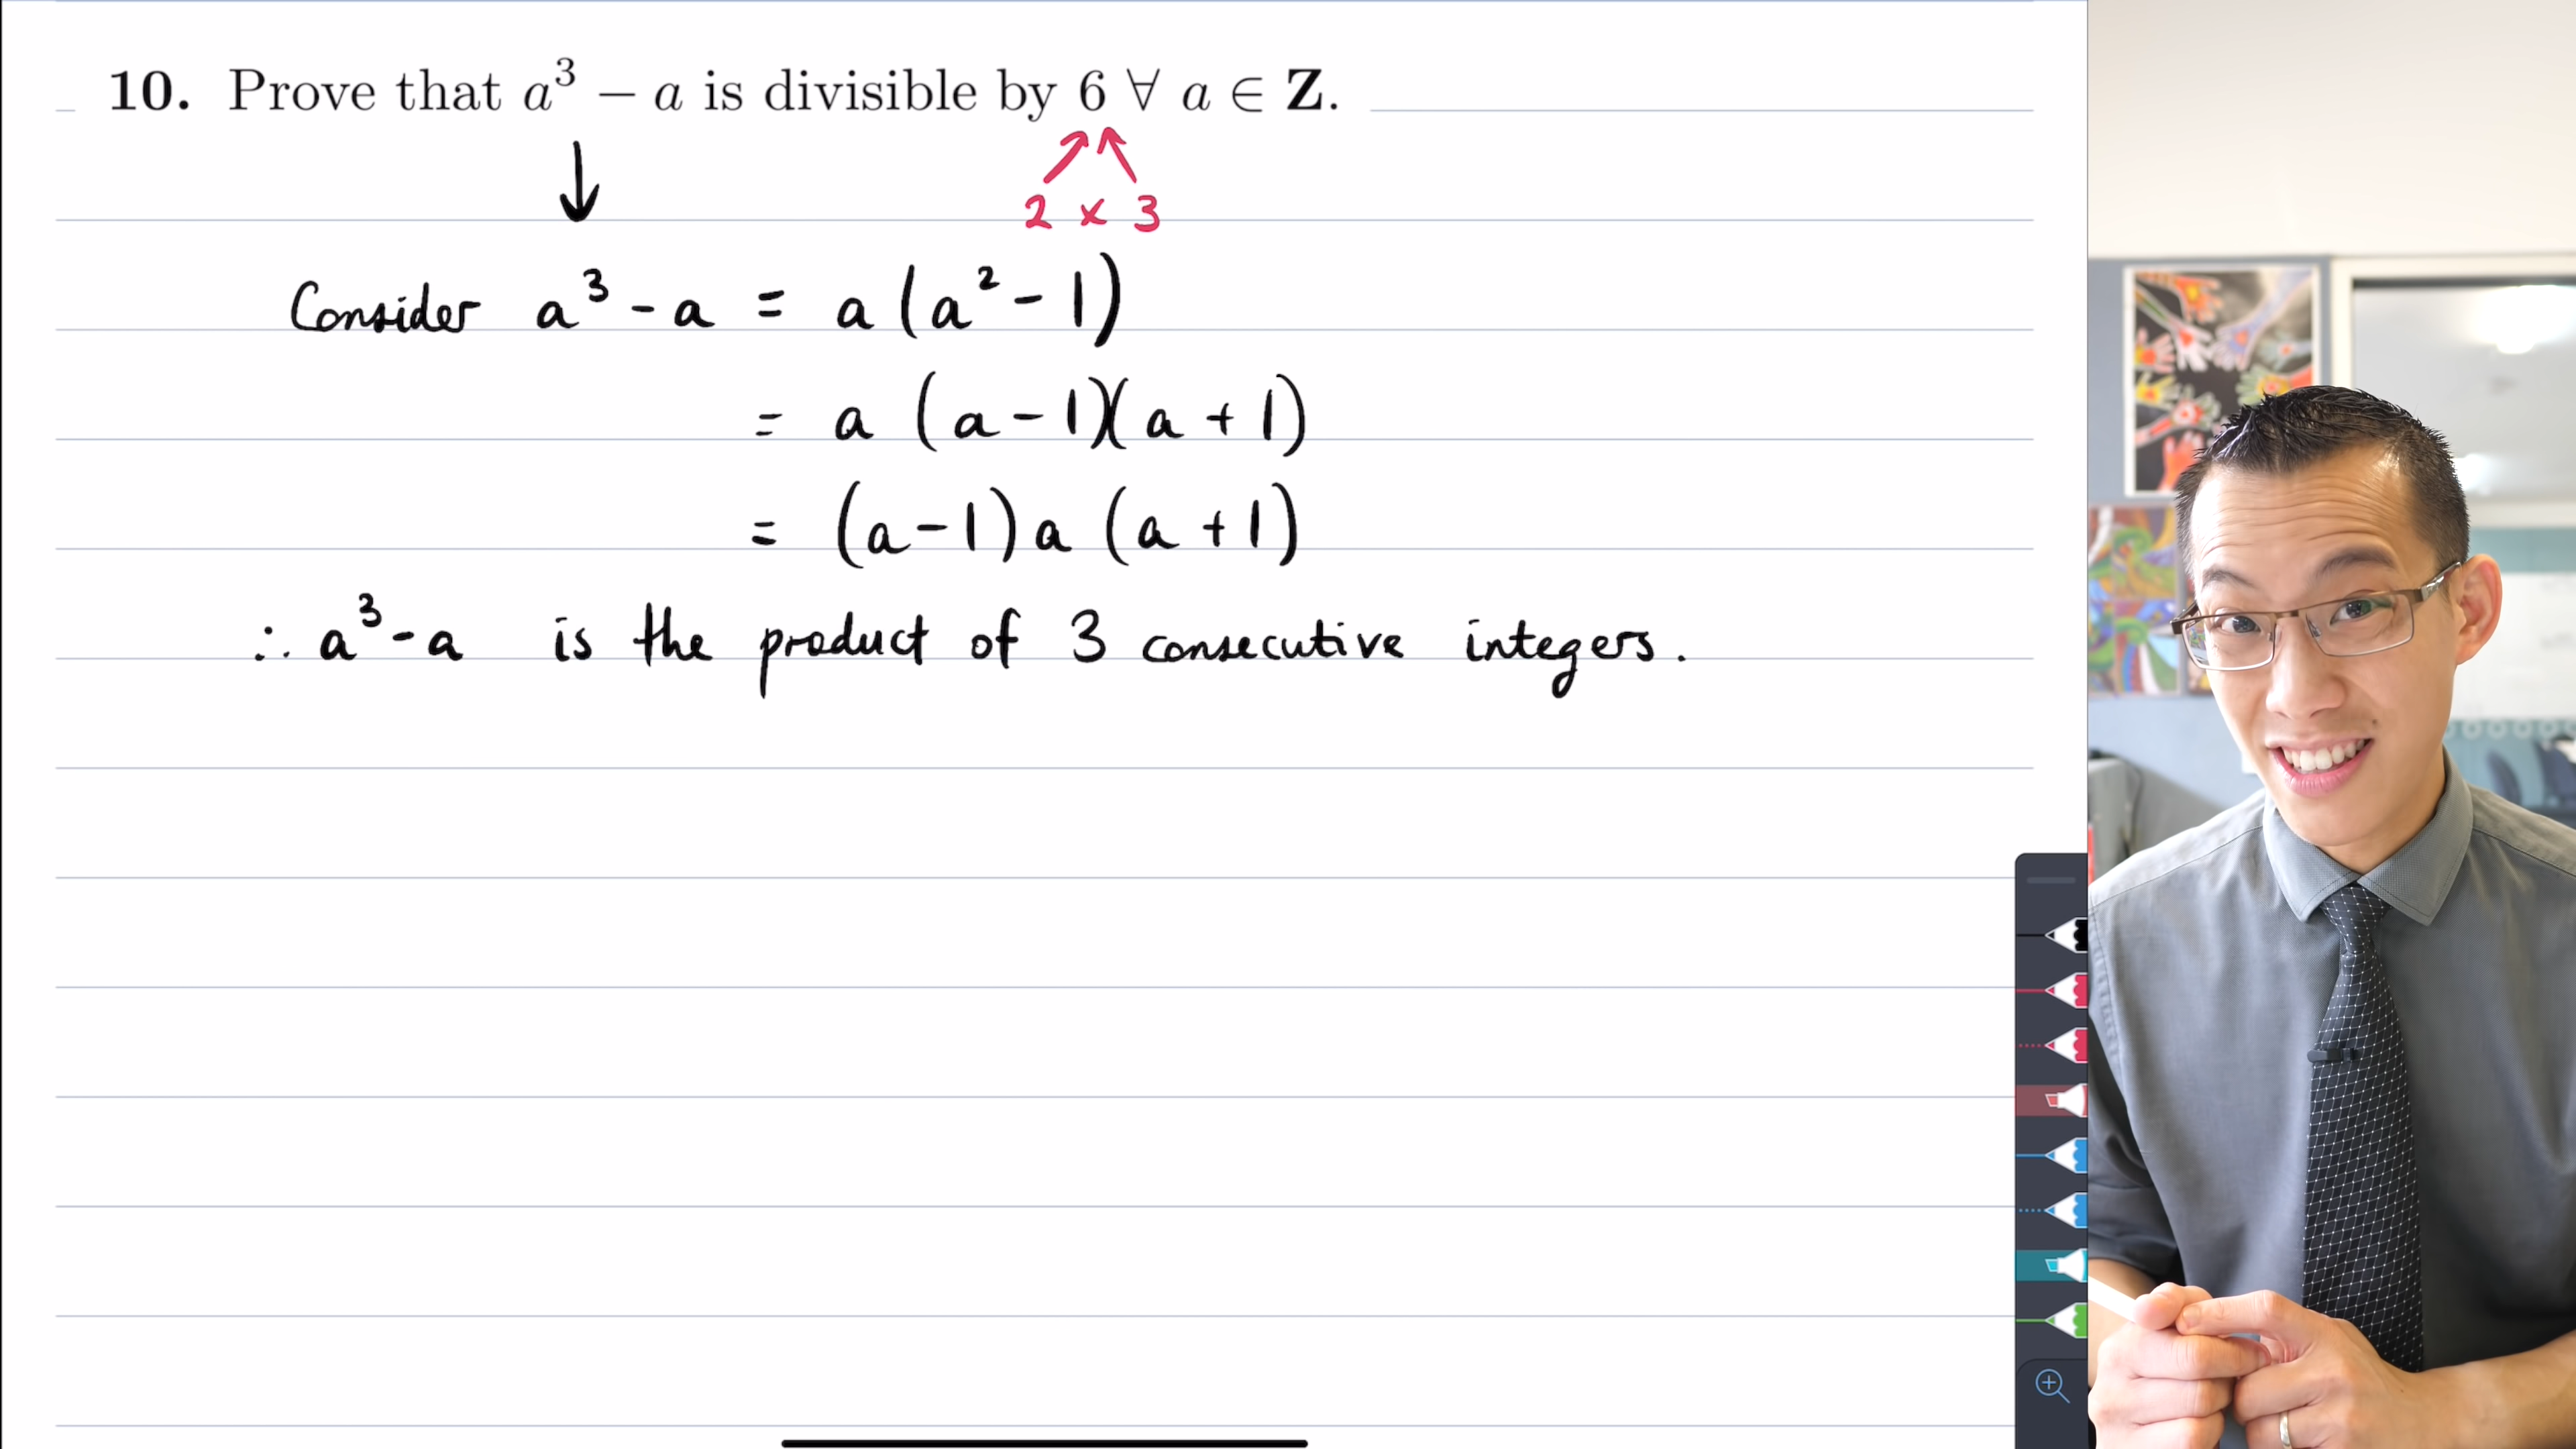 10. Prove that a³ − a is divisible by 6 ∀ a ∈ Z.
2 × 3
Consider a³ - a = a (a² - 1)
= a (a - 1)(a + 1)
= (a - 1) a (a + 1)
∴ a³ - a is the product of 3 consecutive integers.